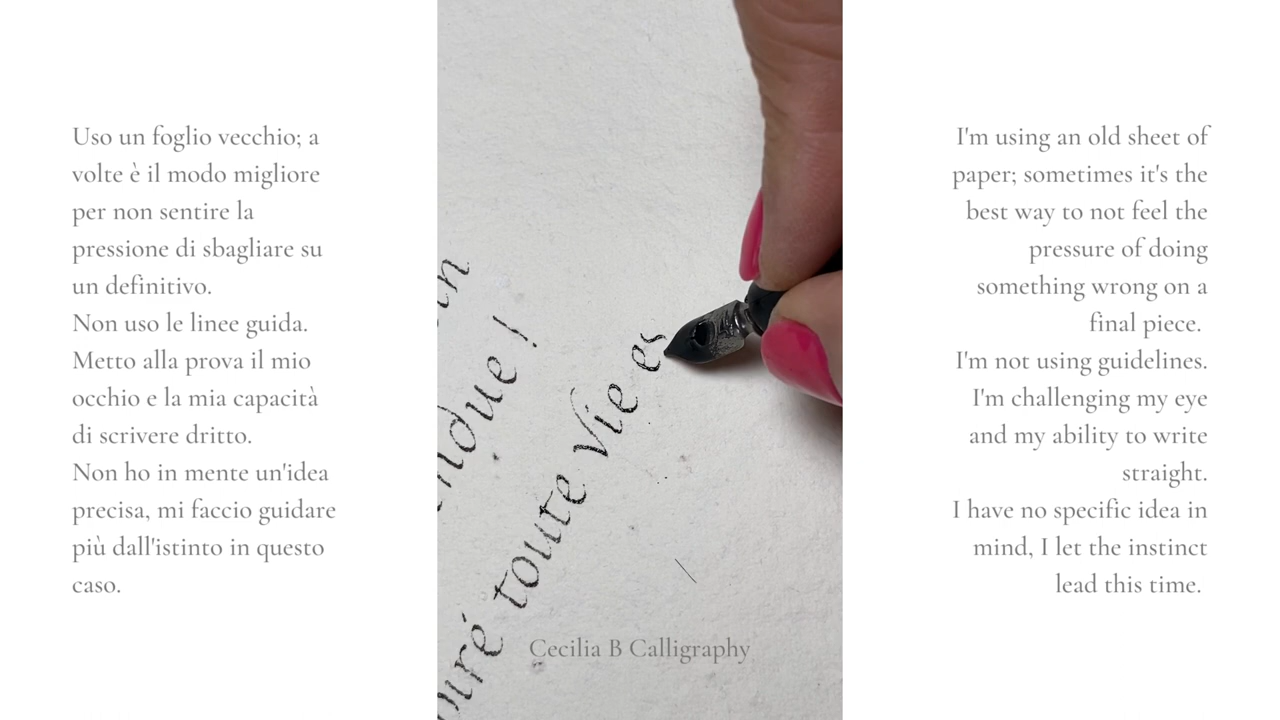 Uso un foglio vecchio; a
volte è il modo migliore
per non sentire la
pressione di sbagliare su
un definitivo.
Non uso le linee guida.
Metto alla prova il mio
occhio e la mia capacità
di scrivere dritto.
Non ho in mente un'idea
precisa, mi faccio guidare
più dall'istinto in questo
caso.
toute Vie es
Cecilia B Calligraphy
I'm using an old sheet of
paper; sometimes it's the
best way to not feel the
pressure of doing
something wrong on a
final piece.
I'm not using guidelines.
I'm challenging my eye
and my ability to write
straight.
I have no specific idea in
mind, I let the instinct
lead this time.